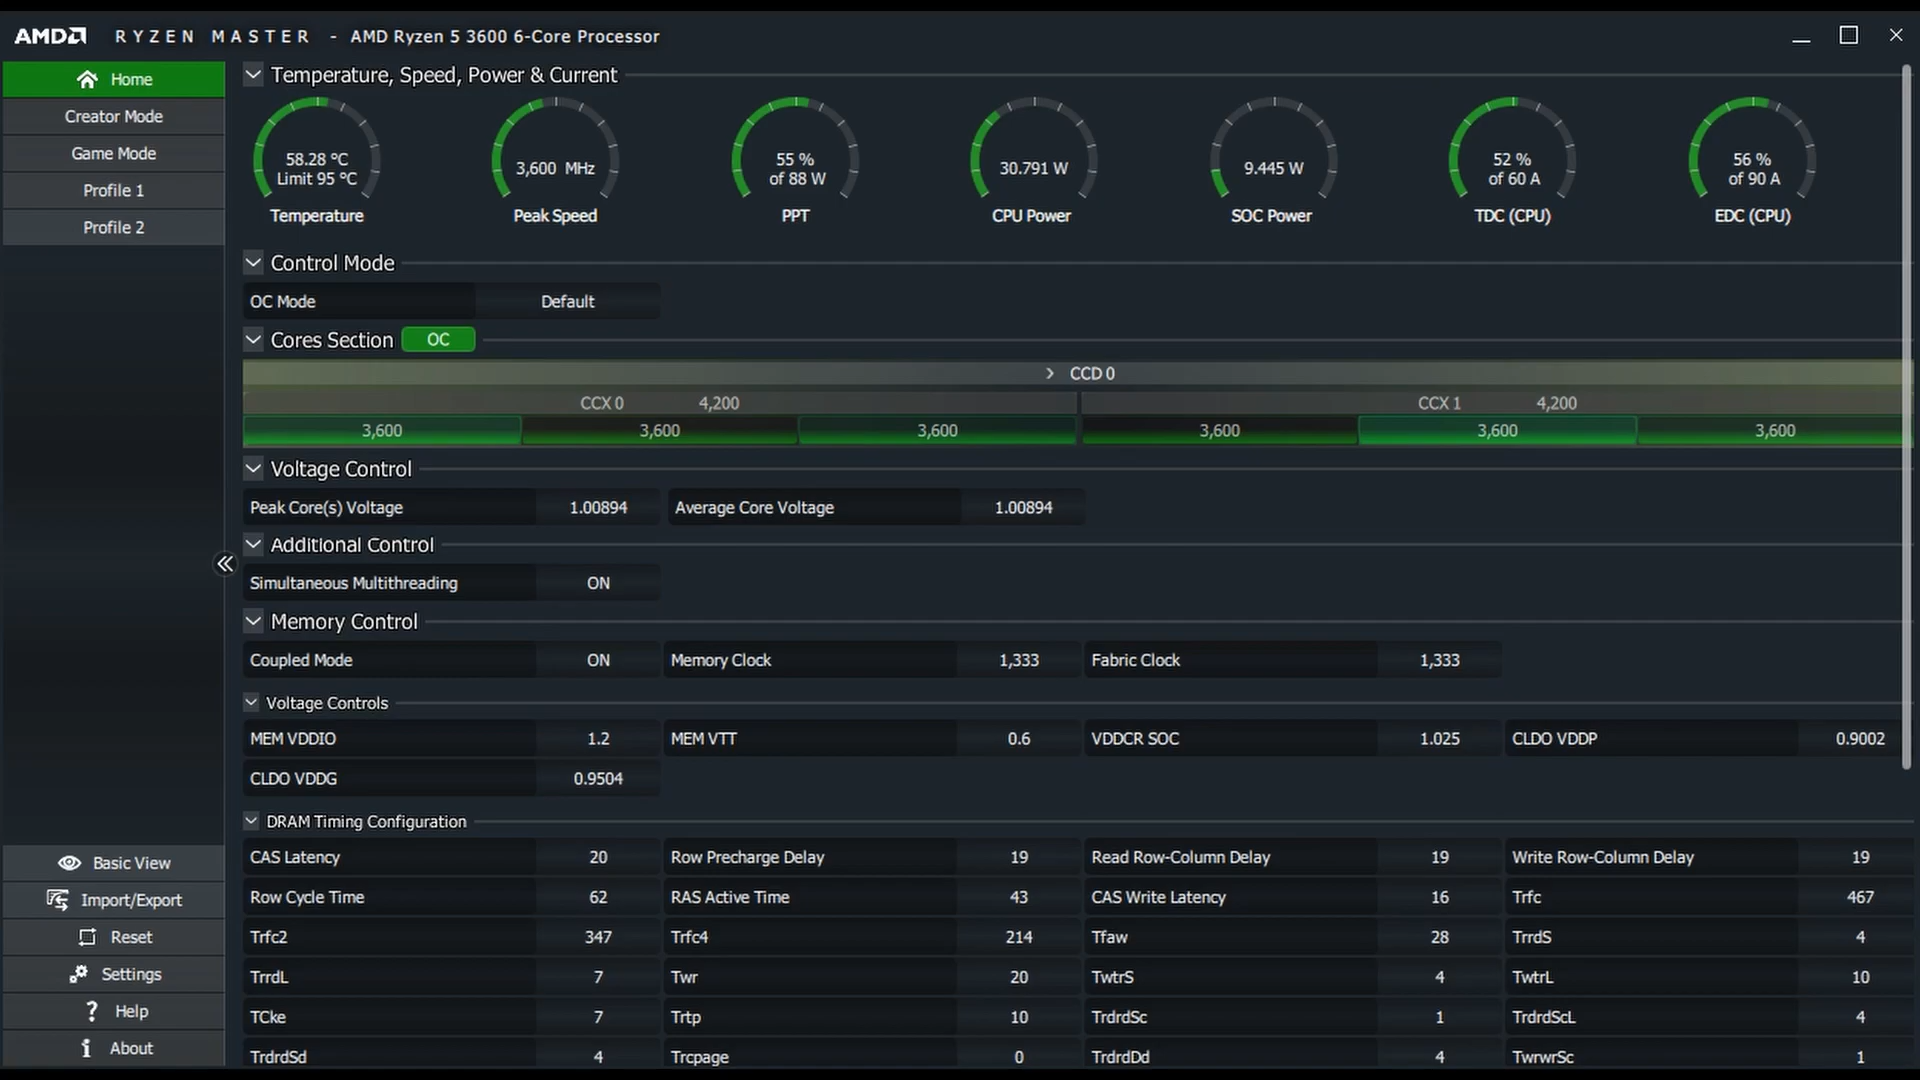 AMD RYZEN MASTER - AMD Ryzen 5 3600 6-Core Processor
Home
Creator Mode
Game Mode
Profile 1
Profile 2
Basic View
Import/Export
Reset
Settings
Help
About
Temperature, Speed, Power & Current
58.28 °C
Limit 95 °C
Temperature
3,600 MHz
Peak Speed
55 %
of 88 W
PPT
30.791 W
CPU Power
9.445 W
SOC Power
52 %
of 60 A
TDC (CPU)
56 %
of 90 A
EDC (CPU)
Control Mode
OC Mode Default
Cores Section OC
CCD 0
CCX 0 4,200 CCX 1 4,200
3,600 3,600 3,600 3,600 3,600 3,600
Voltage Control
Peak Core(s) Voltage 1.00894 Average Core Voltage 1.00894
Additional Control
Simultaneous Multithreading ON
Memory Control
Coupled Mode ON Memory Clock 1,333 Fabric Clock 1,333
Voltage Controls
MEM VDDIO 1.2 MEM VTT 0.6 VDDCR SOC 1.025 CLDO VDDP 0.9002
CLDO VDDG 0.9504
DRAM Timing Configuration
CAS Latency 20 Row Precharge Delay 19 Read Row-Column Delay 19 Write Row-Column Delay 19
Row Cycle Time 62 RAS Active Time 43 CAS Write Latency 16 Trfc 467
Trfc2 347 Trfc4 214 Tfaw 28 TrrdS 4
TrrdL 7 Twr 20 TwtrS 4 TwtrL 10
TCke 7 Trtp 10 TrdrdSc 1 TrdrdScL 4
TrdrdSd 4 Trcpage 0 TrdrdDd 4 TwrwrSc 1